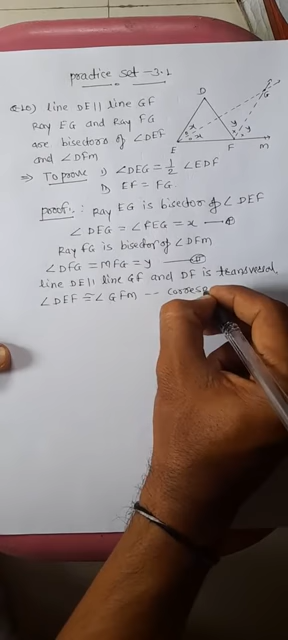 practice set -3.1
Q.10) line DE || line GF
Ray EG and Ray FG
are bisectors of ∠DEF
and ∠DFM
⇒ To prove i) ∠DEG = 1/2 ∠EDF
ii) EF = FG
proof :. Ray EG is bisector of ∠ DEF
∠ DEG = ∠FEG = x — (I)
Ray FG is bisector of ∠ DFM
∠ DFG = MFG = y — (II)
line DE || line GF and DF is transversal,
∠ DEF ≅ ∠ GFM -- corres
D
G
x
x
y
y
E
F
M